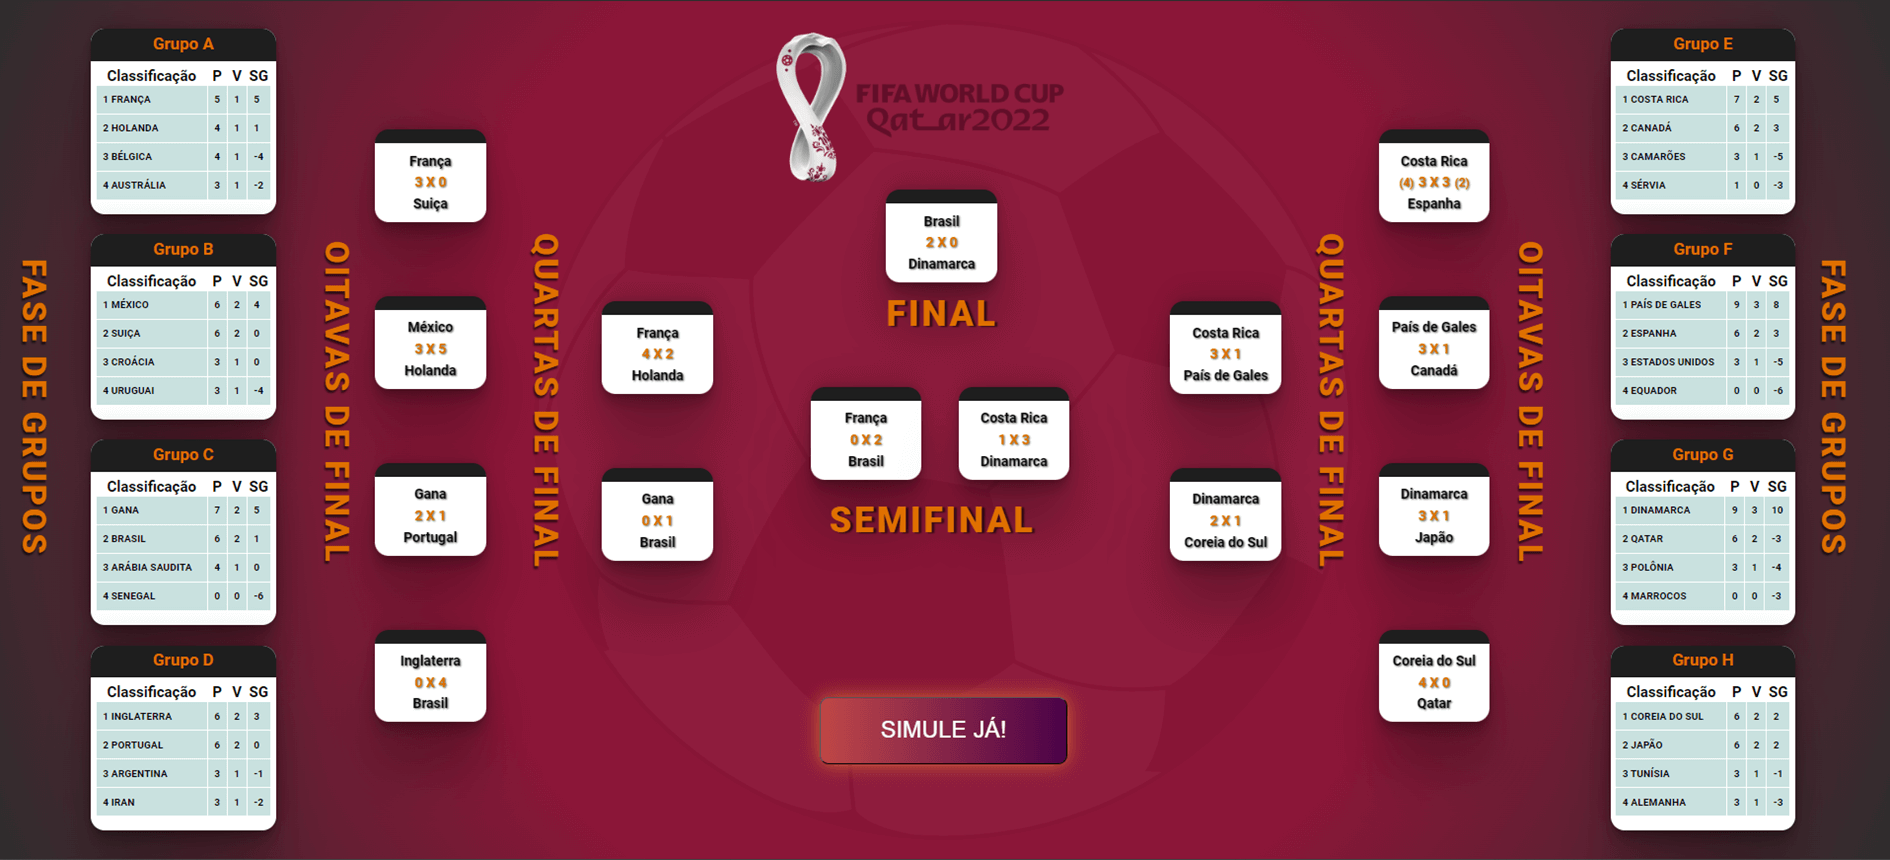 FASE DE GRUPOS
Grupo A
Classificação P V SG
1 FRANÇA 5 1 5
2 HOLANDA 4 1 1
3 BÉLGICA 4 1 -4
4 AUSTRÁLIA 3 1 -2
Grupo B
Classificação P V SG
1 MÉXICO 6 2 4
2 SUIÇA 6 2 0
3 CROÁCIA 3 1 0
4 URUGUAI 3 1 -4
Grupo C
Classificação P V SG
1 GANA 7 2 5
2 BRASIL 6 2 1
3 ARÁBIA SAUDITA 4 1 0
4 SENEGAL 0 0 -6
Grupo D
Classificação P V SG
1 INGLATERRA 6 2 3
2 PORTUGAL 6 2 0
3 ARGENTINA 3 1 -1
4 IRAN 3 1 -2
OITAVAS DE FINAL
França
3 X 0
Suiça
México
3 X 5
Holanda
Gana
2 X 1
Portugal
Inglaterra
0 X 4
Brasil
QUARTAS DE FINAL
França
4 X 2
Holanda
Gana
0 X 1
Brasil
FIFA WORLD CUP
Qatar2022
Brasil
2 X 0
Dinamarca
FINAL
França
0 X 2
Brasil
Costa Rica
1 X 3
Dinamarca
SEMIFINAL
SIMULE JÁ!
Costa Rica
3 X 1
País de Gales
Dinamarca
2 X 1
Coreia do Sul
QUARTAS DE FINAL
Costa Rica
(4) 3 X 3 (2)
Espanha
País de Gales
3 X 1
Canadá
Dinamarca
3 X 1
Japão
Coreia do Sul
4 X 0
Qatar
OITAVAS DE FINAL
Grupo E
Classificação P V SG
1 COSTA RICA 7 2 5
2 CANADÁ 6 2 3
3 CAMARÕES 3 1 -5
4 SÉRVIA 1 0 -3
Grupo F
Classificação P V SG
1 PAÍS DE GALES 9 3 8
2 ESPANHA 6 2 3
3 ESTADOS UNIDOS 3 1 -5
4 EQUADOR 0 0 -6
Grupo G
Classificação P V SG
1 DINAMARCA 9 3 10
2 QATAR 6 2 -3
3 POLÔNIA 3 1 -4
4 MARROCOS 0 0 -3
Grupo H
Classificação P V SG
1 COREIA DO SUL 6 2 2
2 JAPÃO 6 2 2
3 TUNÍSIA 3 1 -1
4 ALEMANHA 3 1 -3
FASE DE GRUPOS